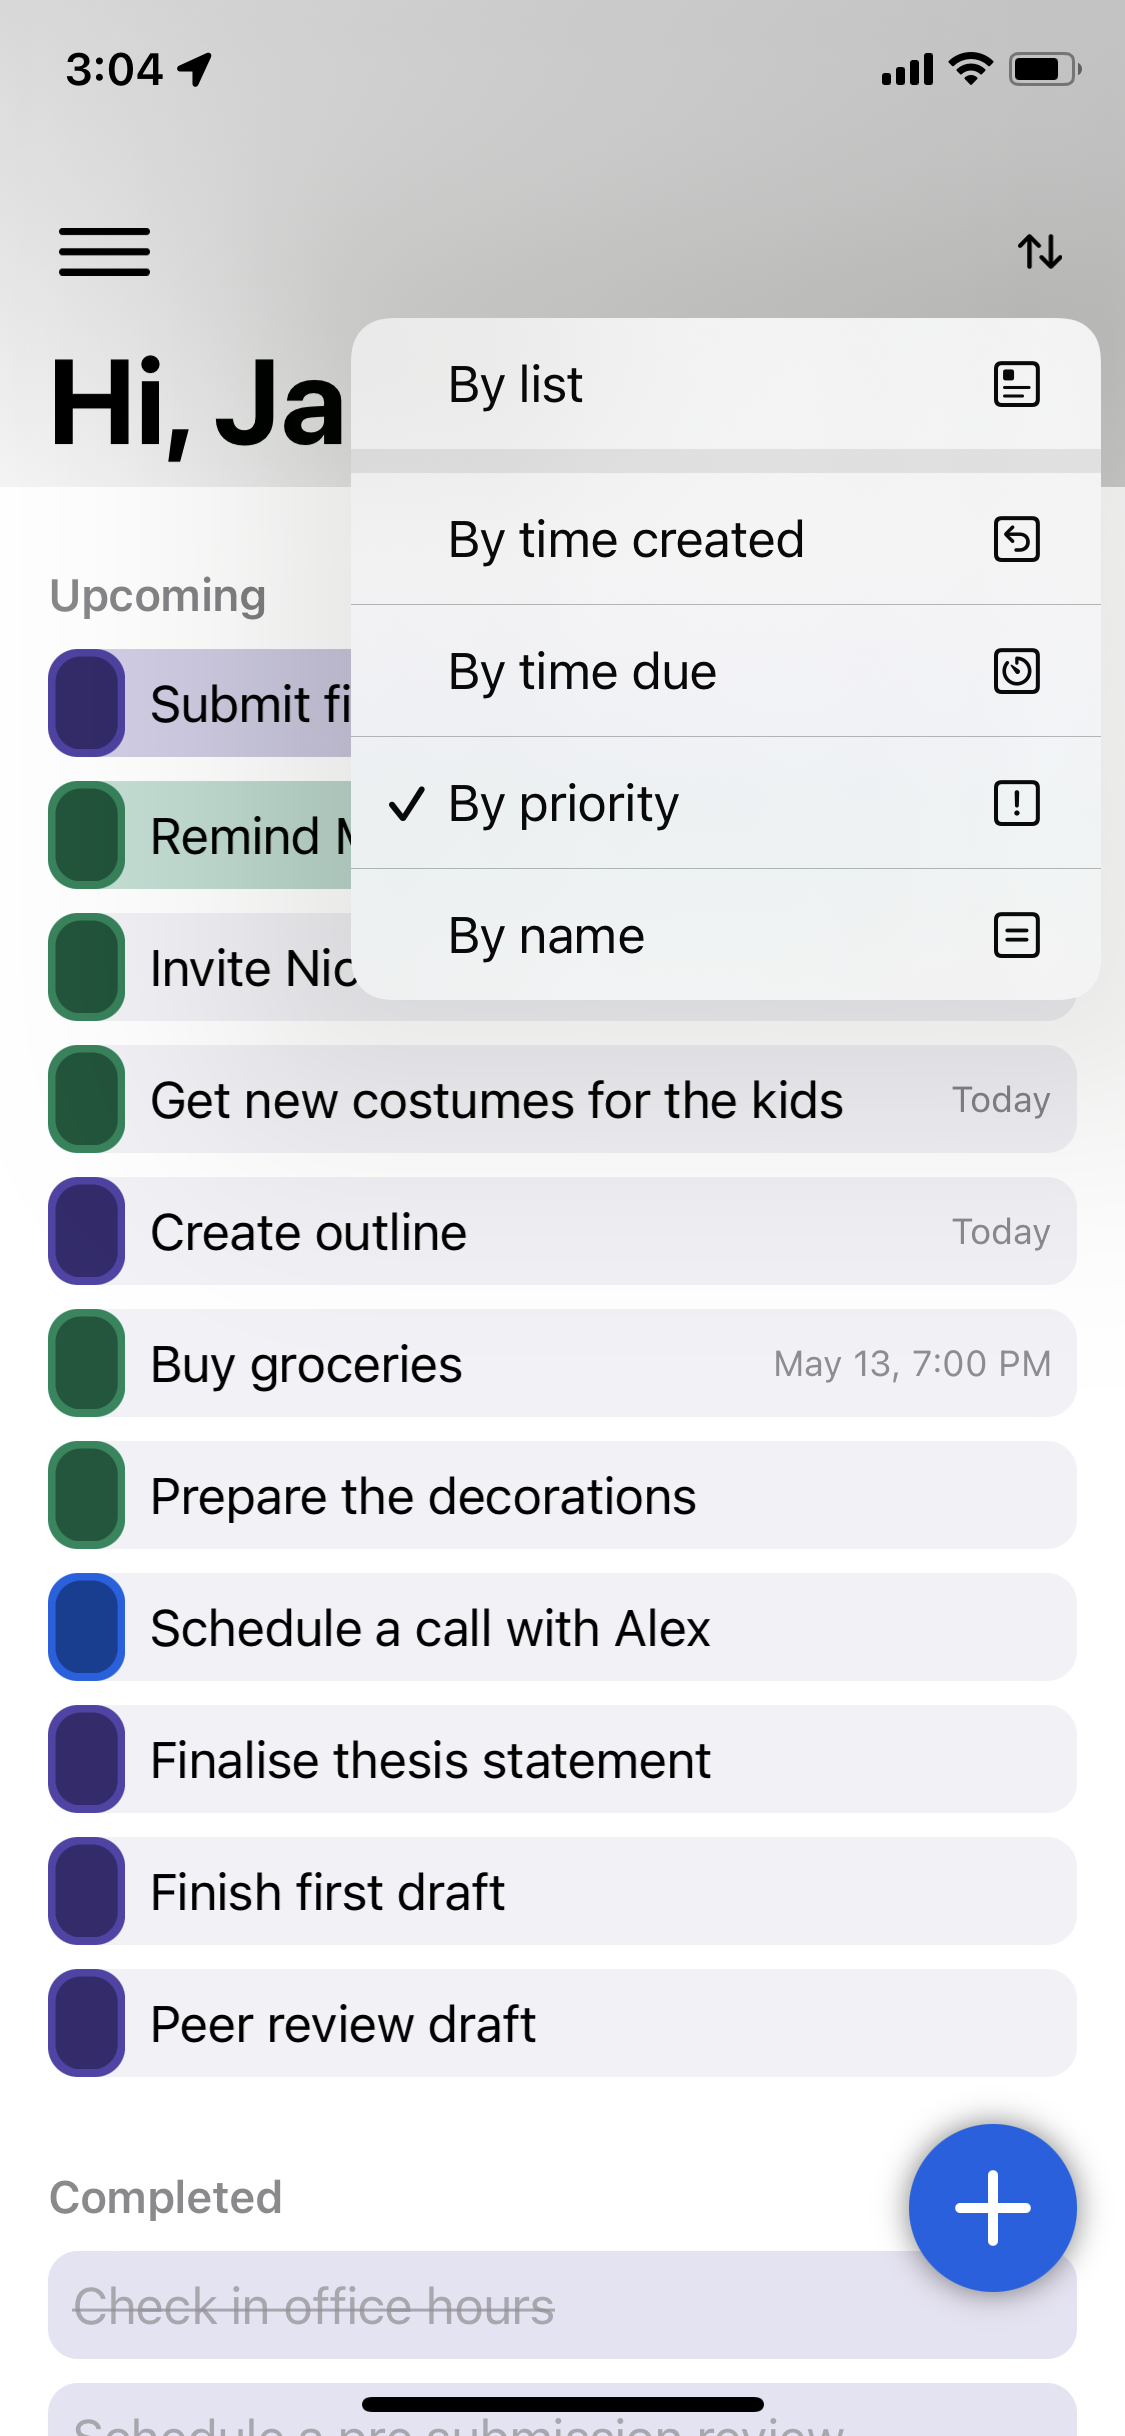 3:04
Hi, Ja
By list
By time created
By time due
By priority
By name
Upcoming
Submit fi
Remind
Invite Nic
Get new costumes for the kids Today
Create outline Today
Buy groceries May 13, 7:00 PM
Prepare the decorations
Schedule a call with Alex
Finalise thesis statement
Finish first draft
Peer review draft
Completed
Check in office hours
Schedule a pre submission review